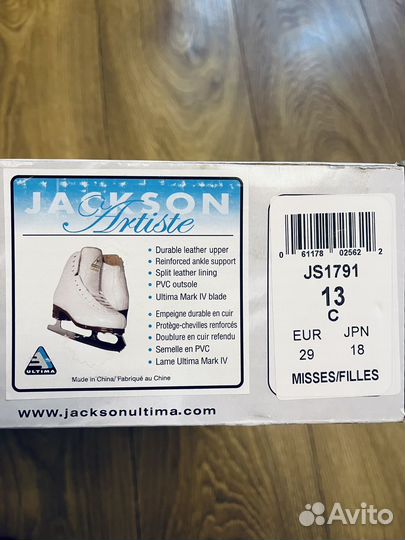 JACKSON
Artiste
• Durable leather upper
• Reinforced ankle support
• Split leather lining
• PVC outsole
• Ultima Mark IV blade
• Empeigne durable en cuir
• Protège-chevilles renforcés
• Doublure en cuir refendu
• Semelle en PVC
• Lame Ultima Mark IV
ULTIMA
Made in China/ Fabriqué au Chine
www.jacksonultima.com
0 61178 02562 2
JS1791
13
C
EUR JPN
29 18
MISSES/FILLES
Avito